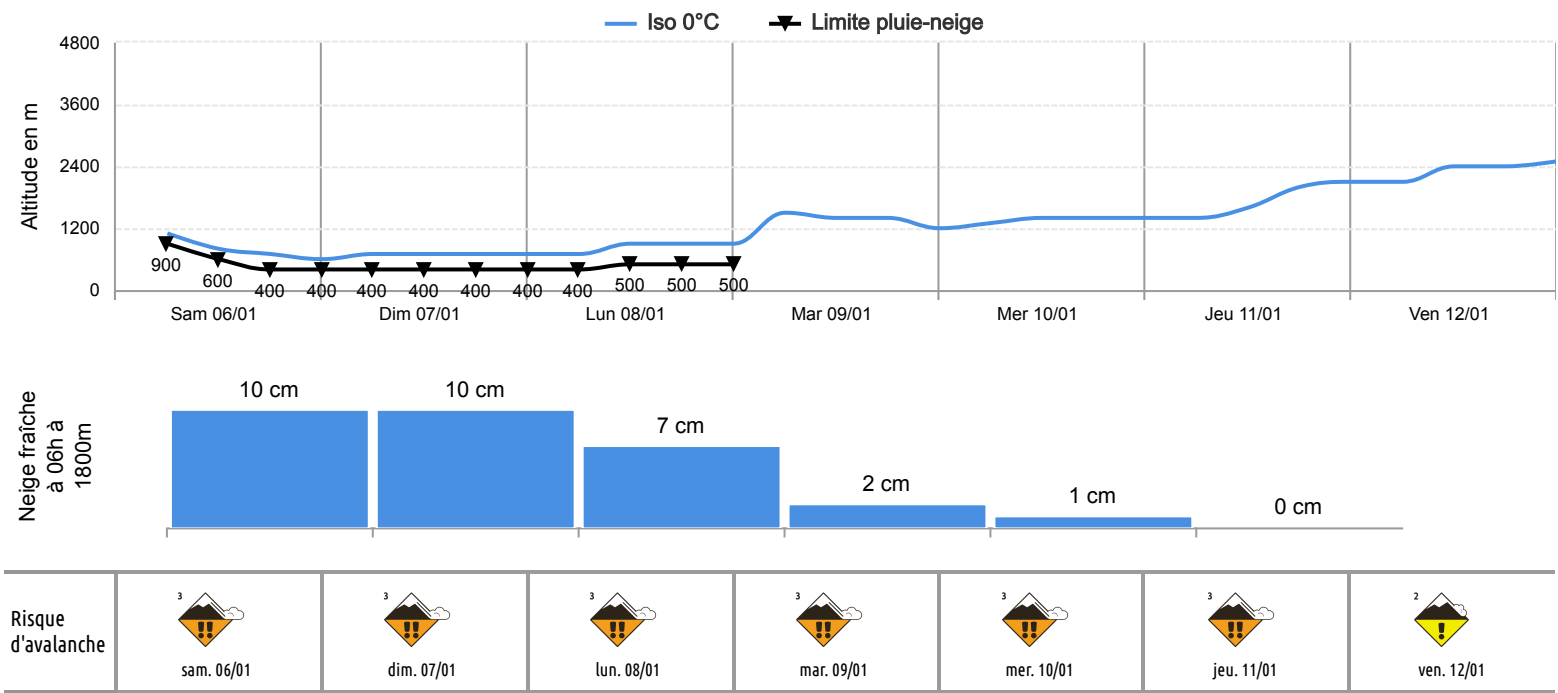 Iso 0°C
Limite pluie-neige
Altitude en m
4800
3600
2400
1200
0
900
600
400
400
400
400
400
400
400
500
500
500
Sam 06/01
Dim 07/01
Lun 08/01
Mar 09/01
Mer 10/01
Jeu 11/01
Ven 12/01
Neige fraîche
à 06h à
1800m
10 cm
10 cm
7 cm
2 cm
1 cm
0 cm
Risque
d'avalanche
3
!!
sam. 06/01
3
!!
dim. 07/01
3
!!
lun. 08/01
3
!!
mar. 09/01
3
!!
mer. 10/01
3
!!
jeu. 11/01
2
!
ven. 12/01